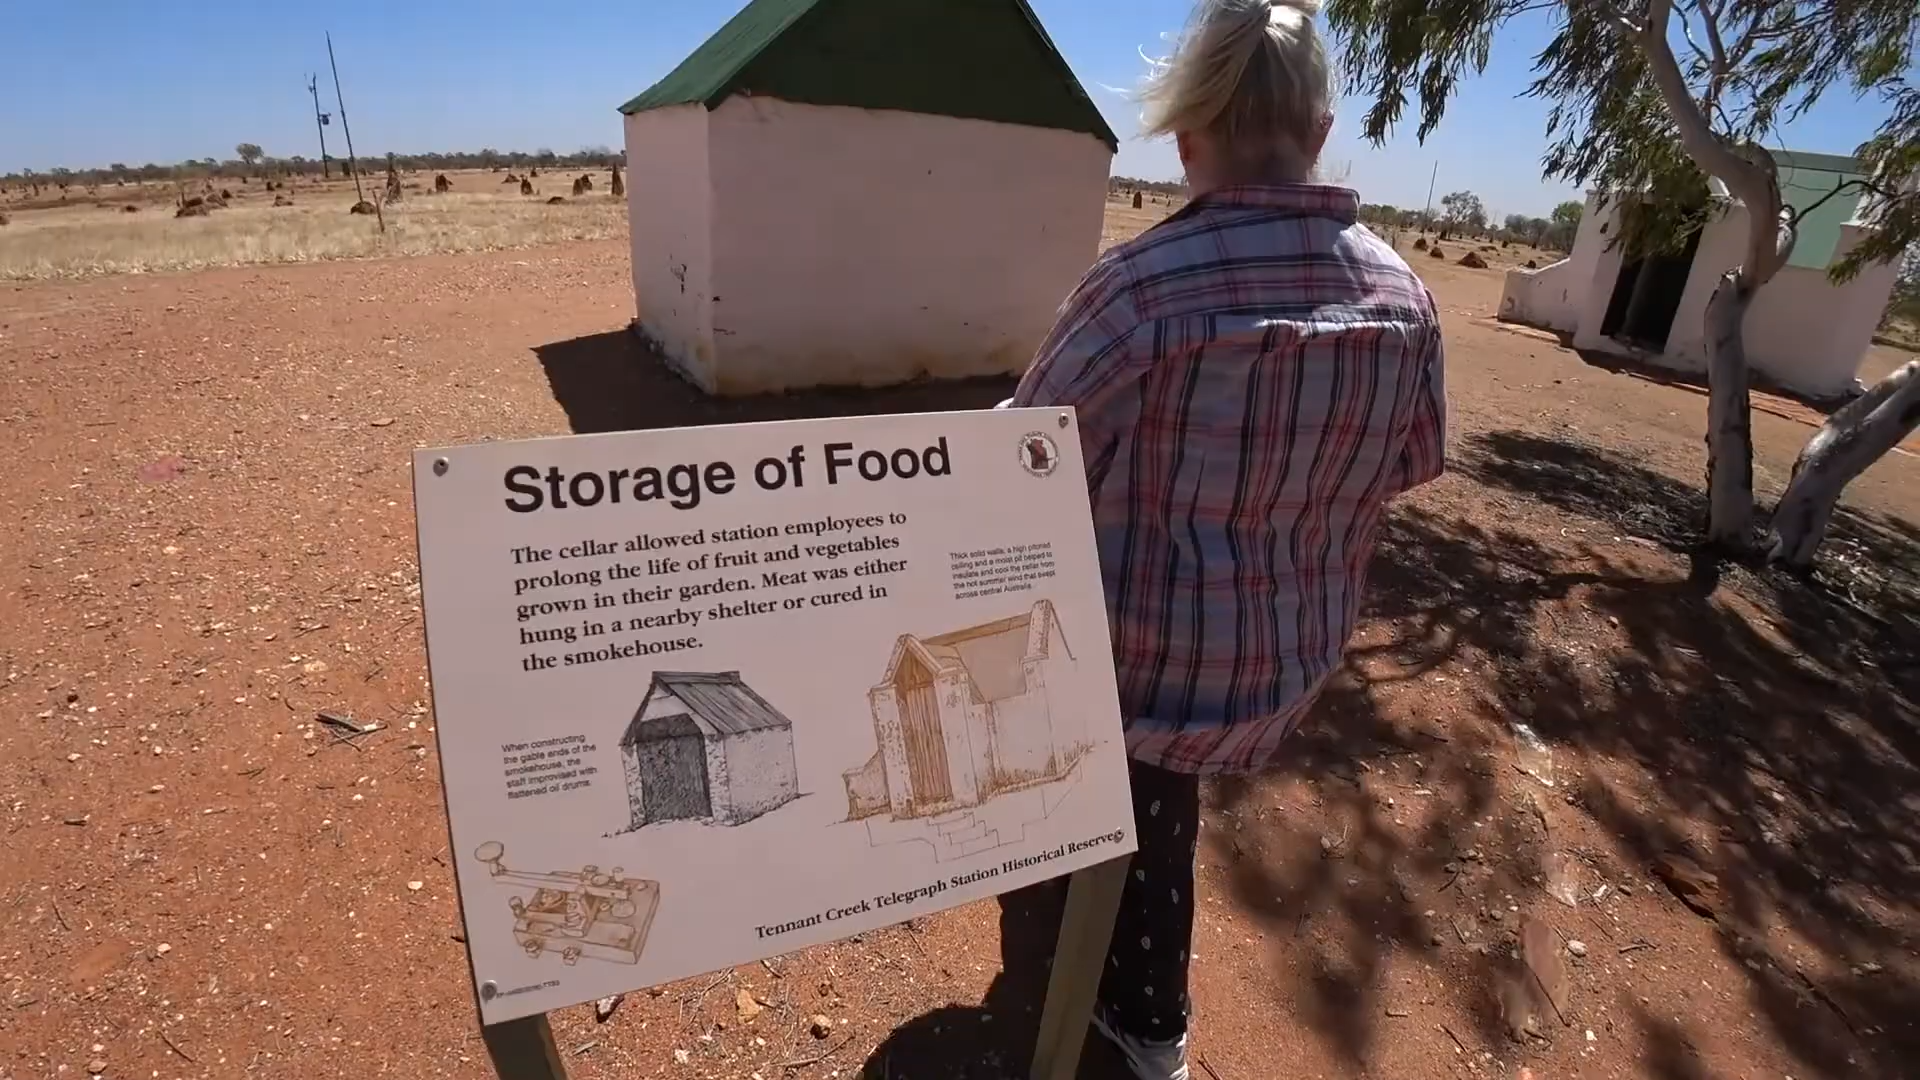 Storage of Food
The cellar allowed station employees to
prolong the life of fruit and vegetables
grown in their garden. Meat was either
hung in a nearby shelter or cured in
the smokehouse.
Thick solid walls, a high pitched
ceiling and a moist pit helped to
insulate and cool the cellar from
the hot summer wind that swept
across central Australia.
When constructing
the gable ends of the
smokehouse, the
staff improvised with
flattened oil drums.
Tennant Creek Telegraph Station Historical Reserve